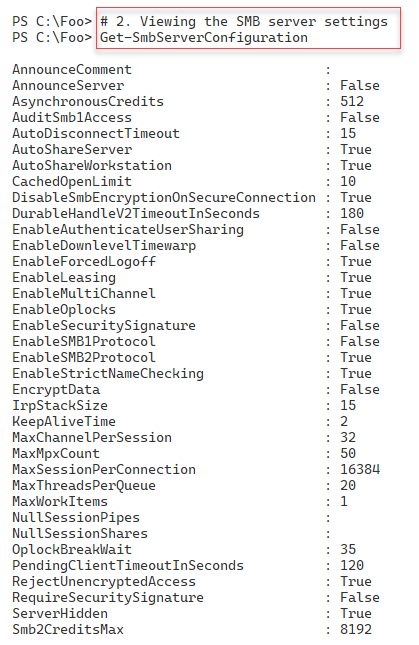 PS C:\Foo> # 2. Viewing the SMB server settings
PS C:\Foo> Get-SmbServerConfiguration
AnnounceComment :
AnnounceServer : False
AsynchronousCredits : 512
AuditSmb1Access : False
AutoDisconnectTimeout : 15
AutoShareServer : True
AutoShareWorkstation : True
CachedOpenLimit : 10
DisableSmbEncryptionOnSecureConnection : True
DurableHandleV2TimeoutInSeconds : 180
EnableAuthenticateUserSharing : False
EnableDownlevelTimewarp : False
EnableForcedLogoff : True
EnableLeasing : True
EnableMultiChannel : True
EnableOplocks : True
EnableSecuritySignature : False
EnableSMB1Protocol : False
EnableSMB2Protocol : True
EnableStrictNameChecking : True
EncryptData : False
IrpStackSize : 15
KeepAliveTime : 2
MaxChannelPerSession : 32
MaxMpxCount : 50
MaxSessionPerConnection : 16384
MaxThreadsPerQueue : 20
MaxWorkItems : 1
NullSessionPipes :
NullSessionShares :
OplockBreakWait : 35
PendingClientTimeoutInSeconds : 120
RejectUnencryptedAccess : True
RequireSecuritySignature : False
ServerHidden : True
Smb2CreditsMax : 8192